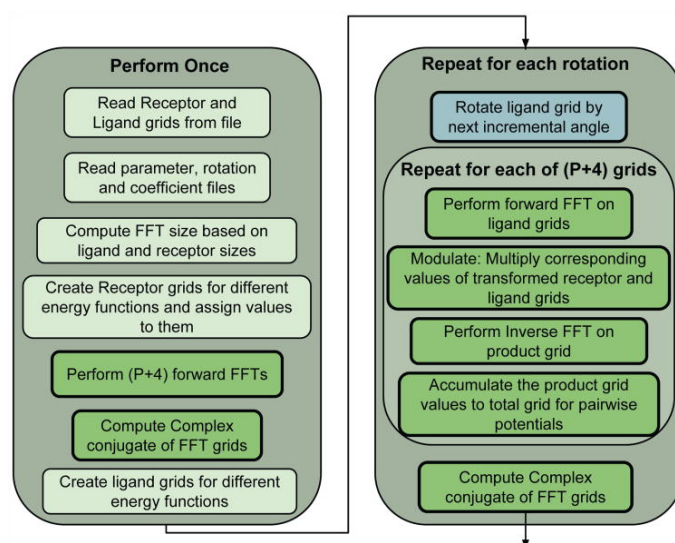 Perform Once
Read Receptor and
Ligand grids from file
Read parameter, rotation
and coefficient files
Compute FFT size based on
ligand and receptor sizes
Create Receptor grids for different
energy functions and assign values
to them
Perform (P+4) forward FFTs
Compute Complex
conjugate of FFT grids
Create ligand grids for different
energy functions
Repeat for each rotation
Rotate ligand grid by
next incremental angle
Repeat for each of (P+4) grids
Perform forward FFT on
ligand grids
Modulate: Multiply corresponding
values of transformed receptor and
ligand grids
Perform Inverse FFT on
product grid
Accumulate the product grid
values to total grid for pairwise
potentials
Compute Complex
conjugate of FFT grids